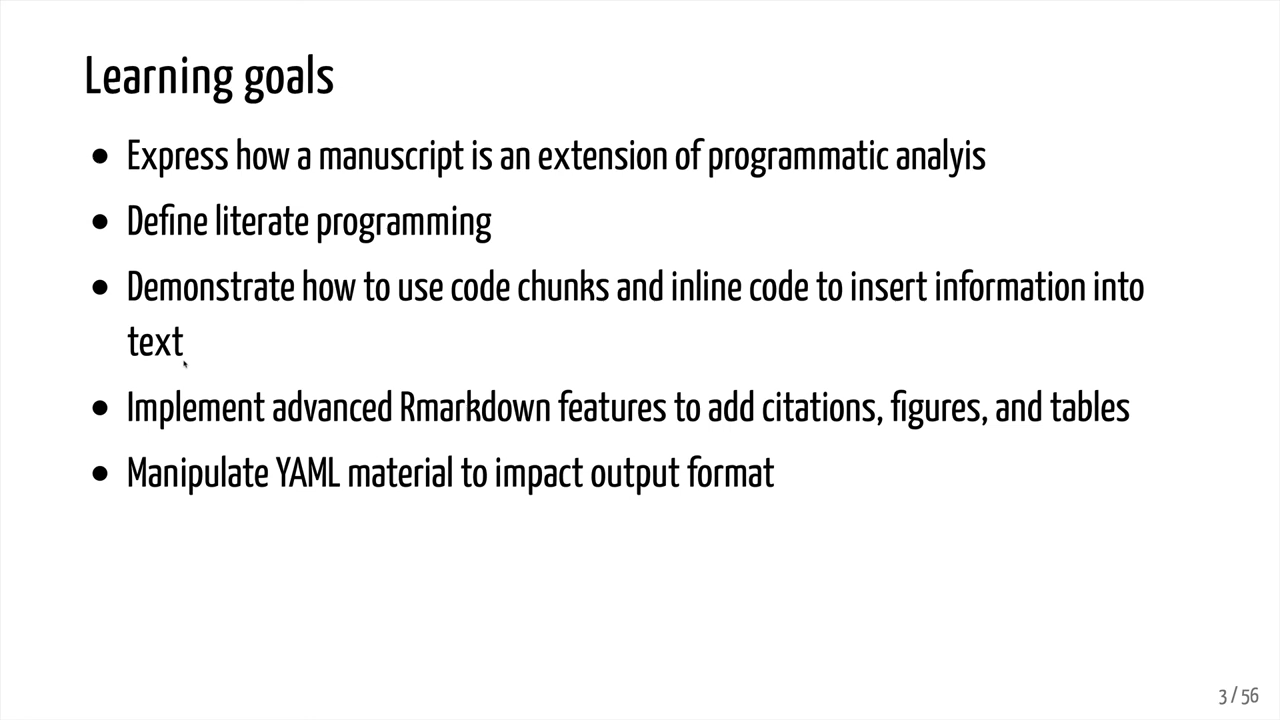 Learning goals
• Express how a manuscript is an extension of programmatic analyis
• Define literate programming
• Demonstrate how to use code chunks and inline code to insert information into
text
• Implement advanced Rmarkdown features to add citations, figures, and tables
• Manipulate YAML material to impact output format
3 / 56